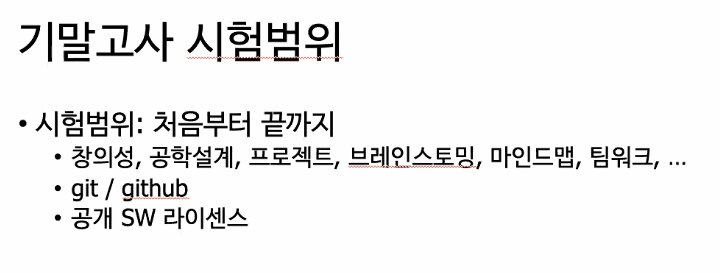 기말고사 시험범위
• 시험범위: 처음부터 끝까지
• 창의성, 공학설계, 프로젝트, 브레인스토밍, 마인드맵, 팀워크, …
• git / github
• 공개 SW 라이센스